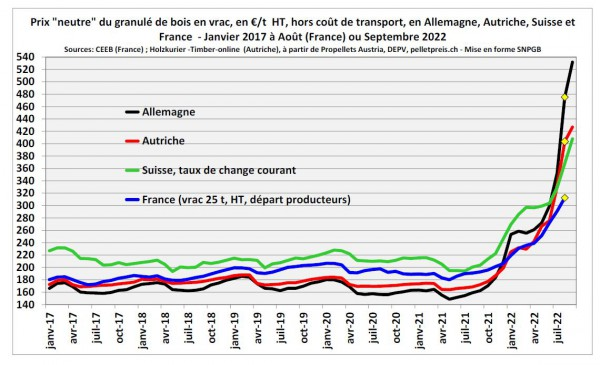 Prix "neutre" du granulé de bois en vrac, en €/t  HT, hors coût de transport, en Allemagne, Autriche, Suisse et
France  - Janvier 2017 à Août (France) ou Septembre 2022
Sources: CEEB (France) ; Holzkurier -Timber-online  (Autriche), à partir de Propellets Austria, DEPV, pelletpreis.ch - Mise en forme SNPGB
540
520
500
480
460
440
420
400
380
360
340
320
300
280
260
240
220
200
180
160
140
Allemagne
Autriche
Suisse, taux de change courant
France (vrac 25 t, HT, départ producteurs)
janv-17
avr-17
juil-17
oct-17
janv-18
avr-18
juil-18
oct-18
janv-19
avr-19
juil-19
oct-19
janv-20
avr-20
juil-20
oct-20
janv-21
avr-21
juil-21
oct-21
janv-22
avr-22
juil-22